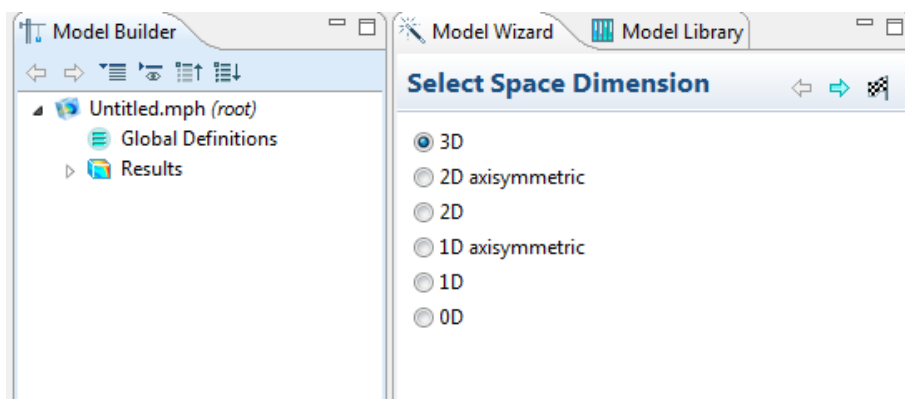 Model Builder
Untitled.mph (root)
Global Definitions
Results
Model Wizard
Model Library
Select Space Dimension
3D
2D axisymmetric
2D
1D axisymmetric
1D
0D